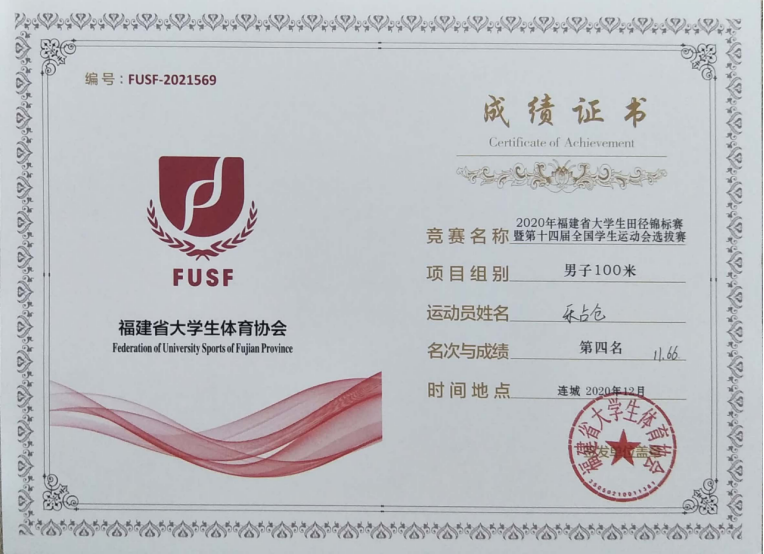 编号：FUSF-2021569
成绩证书
Certificate of Achievement
FUSF
福建省大学生体育协会
Federation of University Sports of Fujian Province
竞赛名称 2020年福建省大学生田径锦标赛
暨第十四届全国学生运动会选拔赛
项目组别 男子100米
运动员姓名 乐占仓
名次与成绩 第四名 11.66
时间地点 连城 2020年12月
福建省大学生体育协会